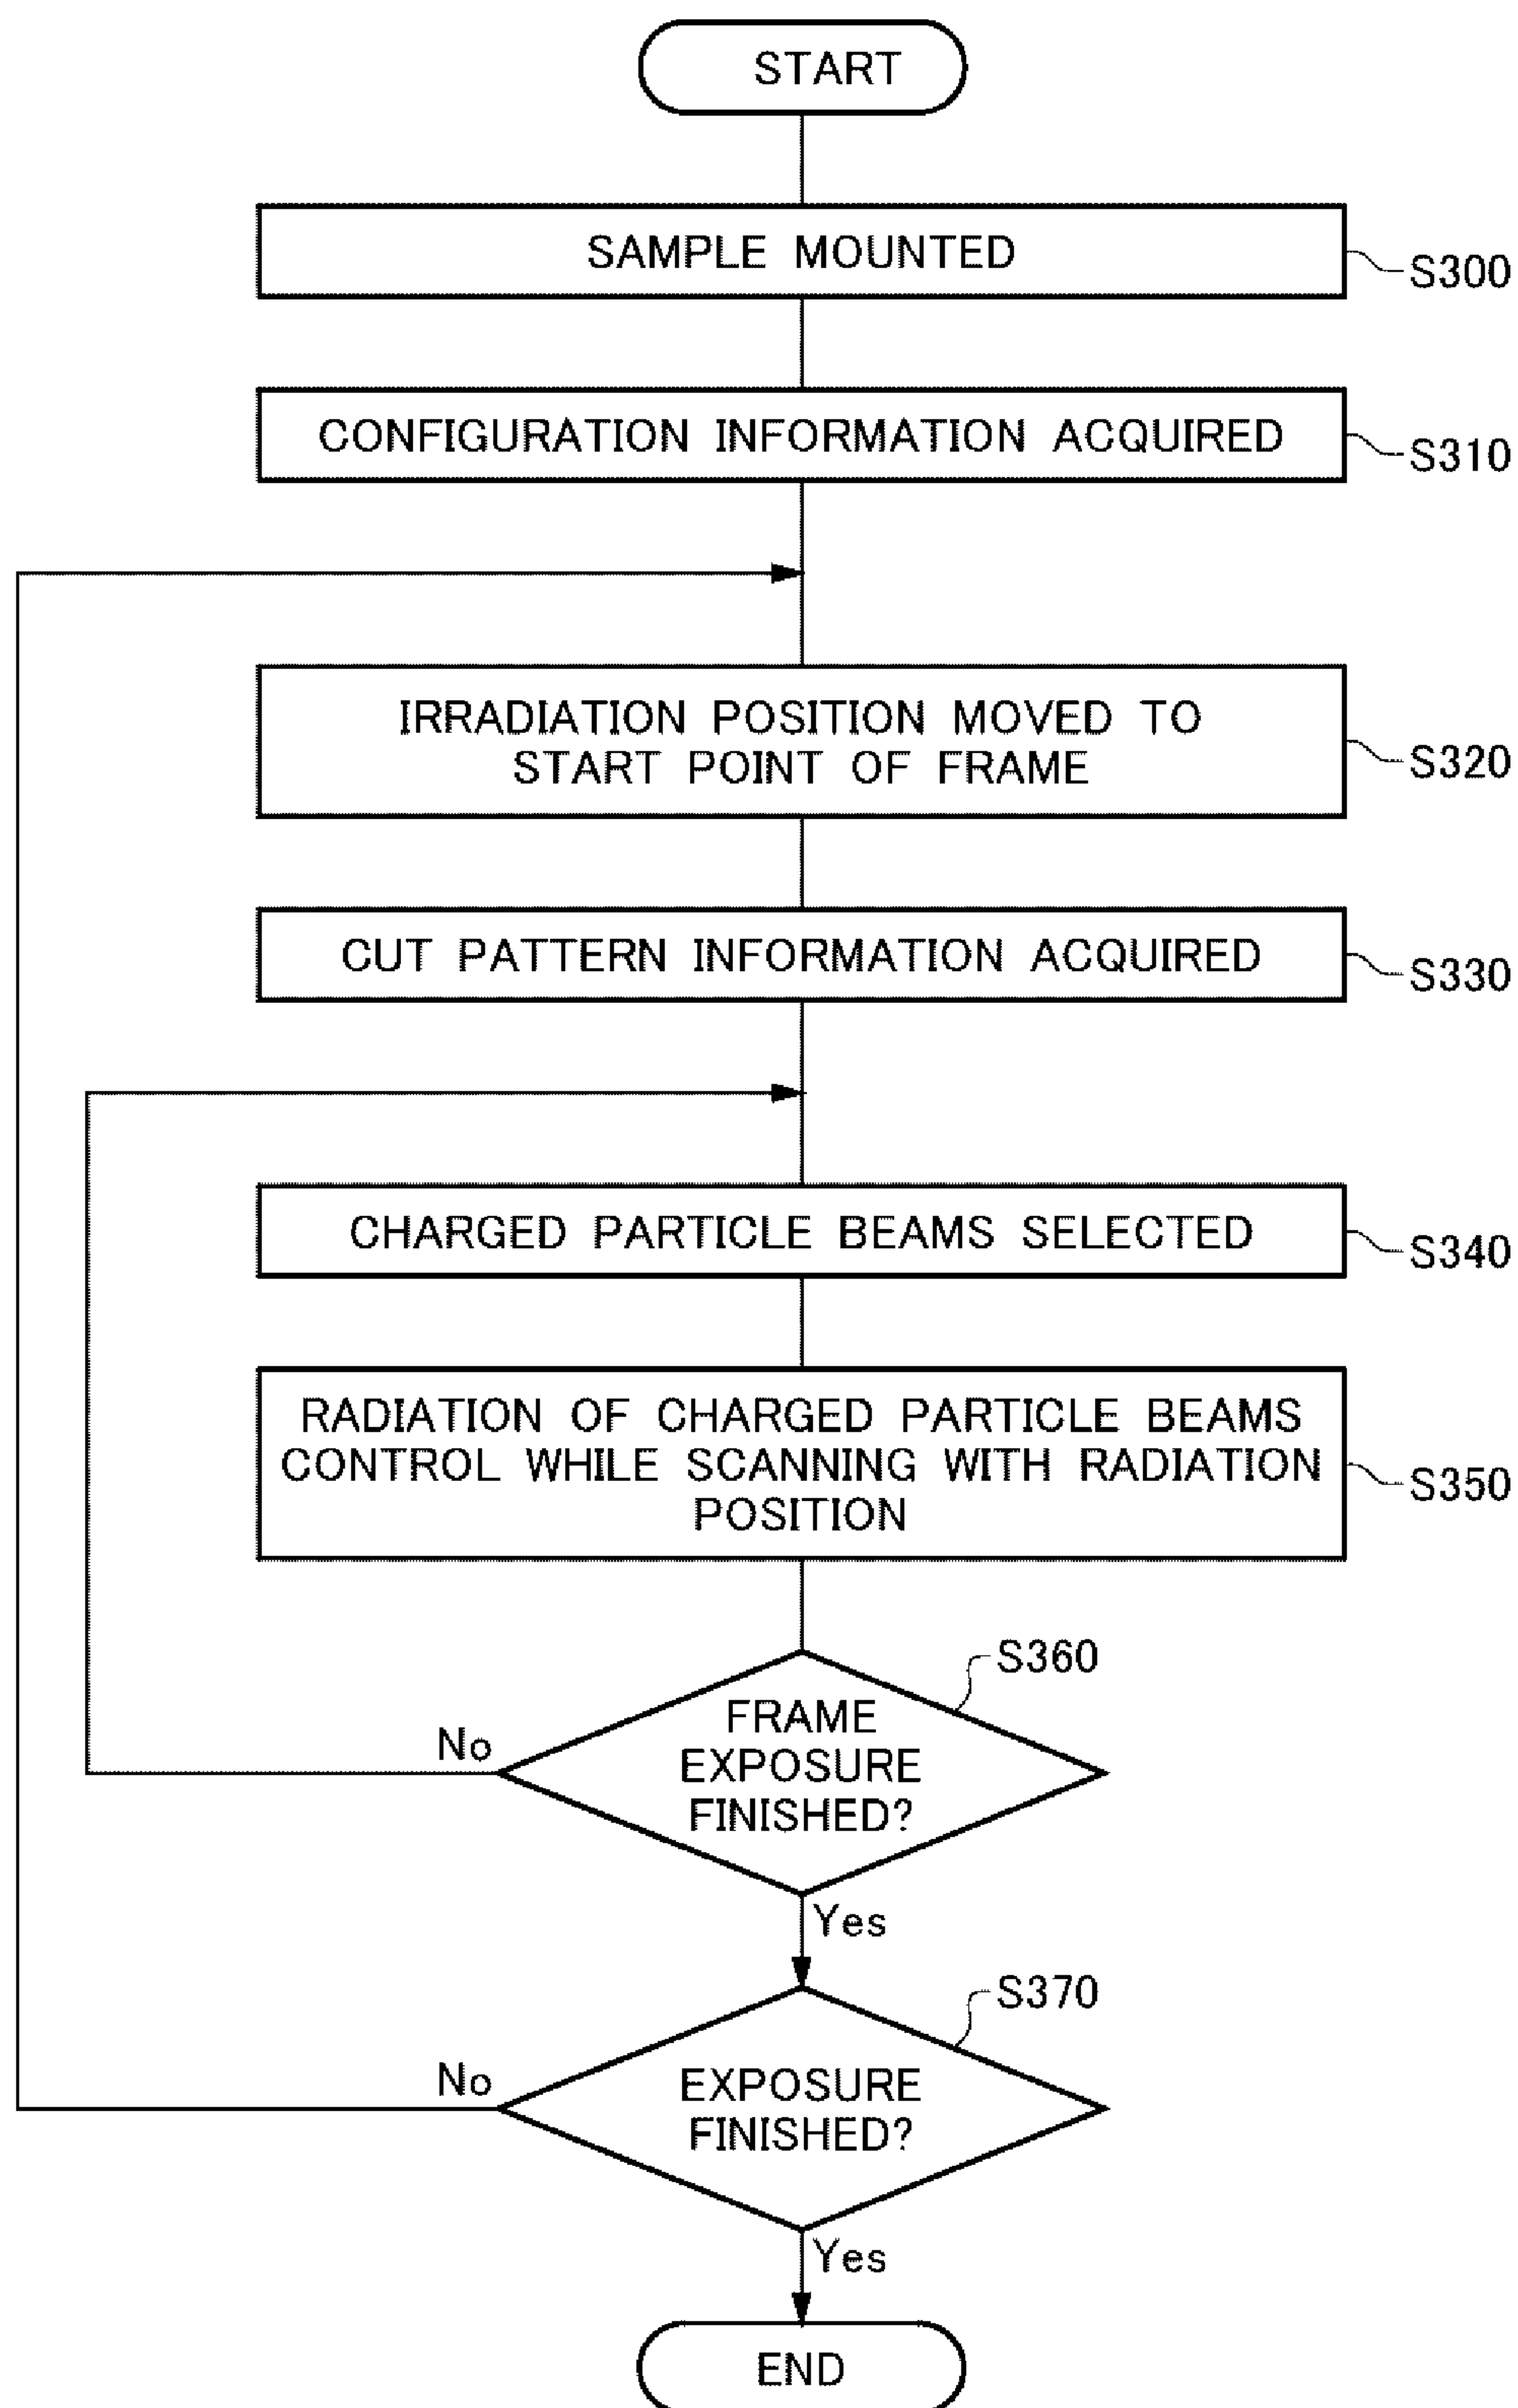 START
SAMPLE MOUNTED
S300
CONFIGURATION INFORMATION ACQUIRED
S310
IRRADIATION POSITION MOVED TO
START POINT OF FRAME
S320
CUT PATTERN INFORMATION ACQUIRED
S330
CHARGED PARTICLE BEAMS SELECTED
S340
RADIATION OF CHARGED PARTICLE BEAMS
CONTROL WHILE SCANNING WITH RADIATION
POSITION
S350
S360
FRAME
EXPOSURE
FINISHED?
No
Yes
S370
EXPOSURE
FINISHED?
No
Yes
END